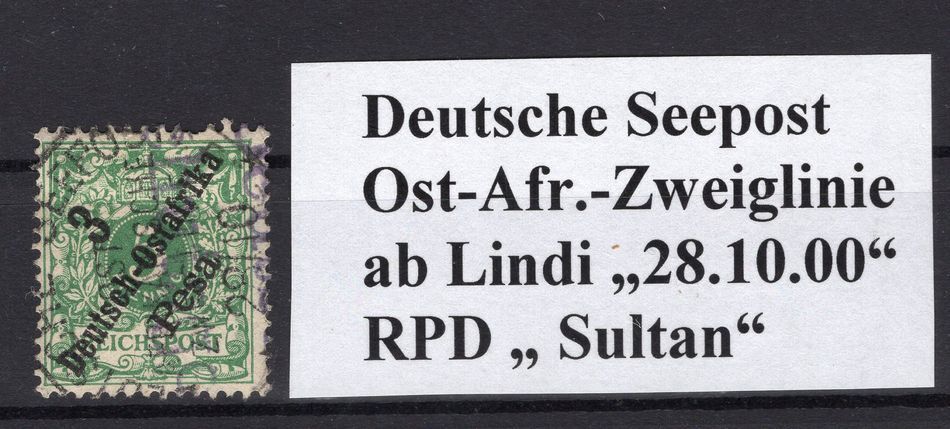 3
Deutsch-Ostafrika
Pesa
REICHSPOST
Deutsche Seepost
Ost-Afr.-Zweiglinie
ab Lindi „28.10.00“
RPD „ Sultan“